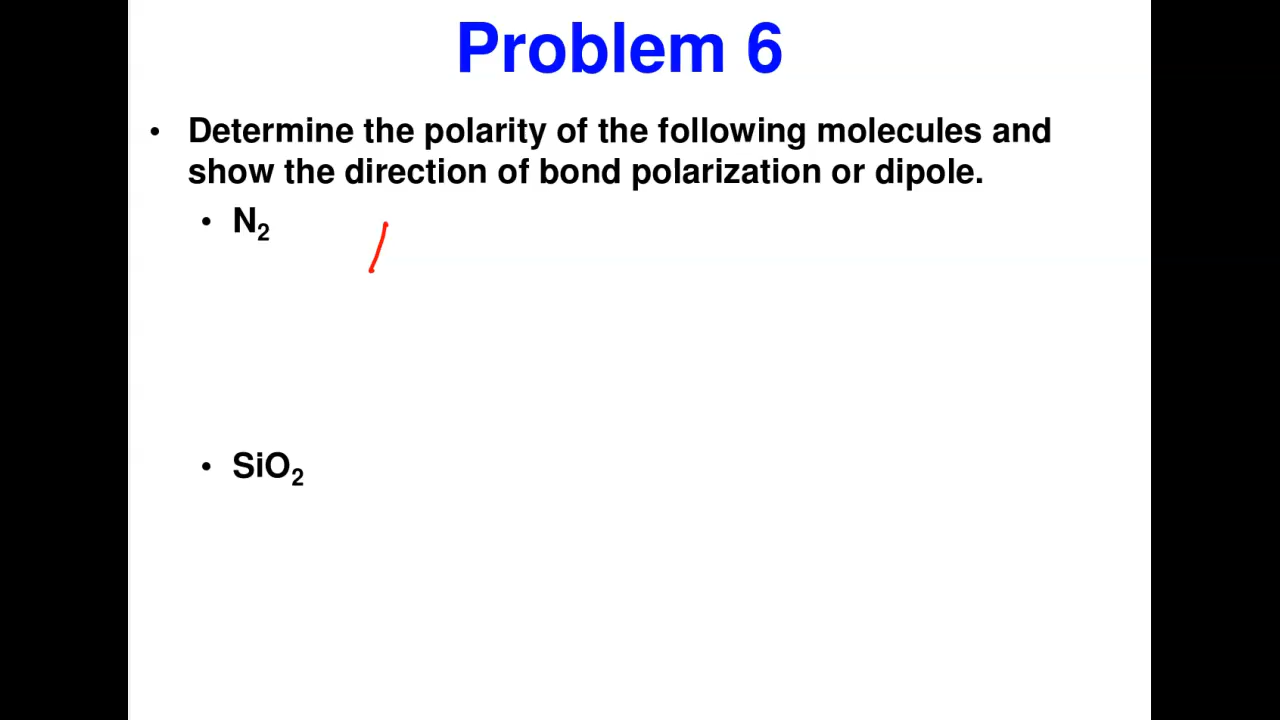 Problem 6
• Determine the polarity of the following molecules and
show the direction of bond polarization or dipole.
• N₂
• SiO₂